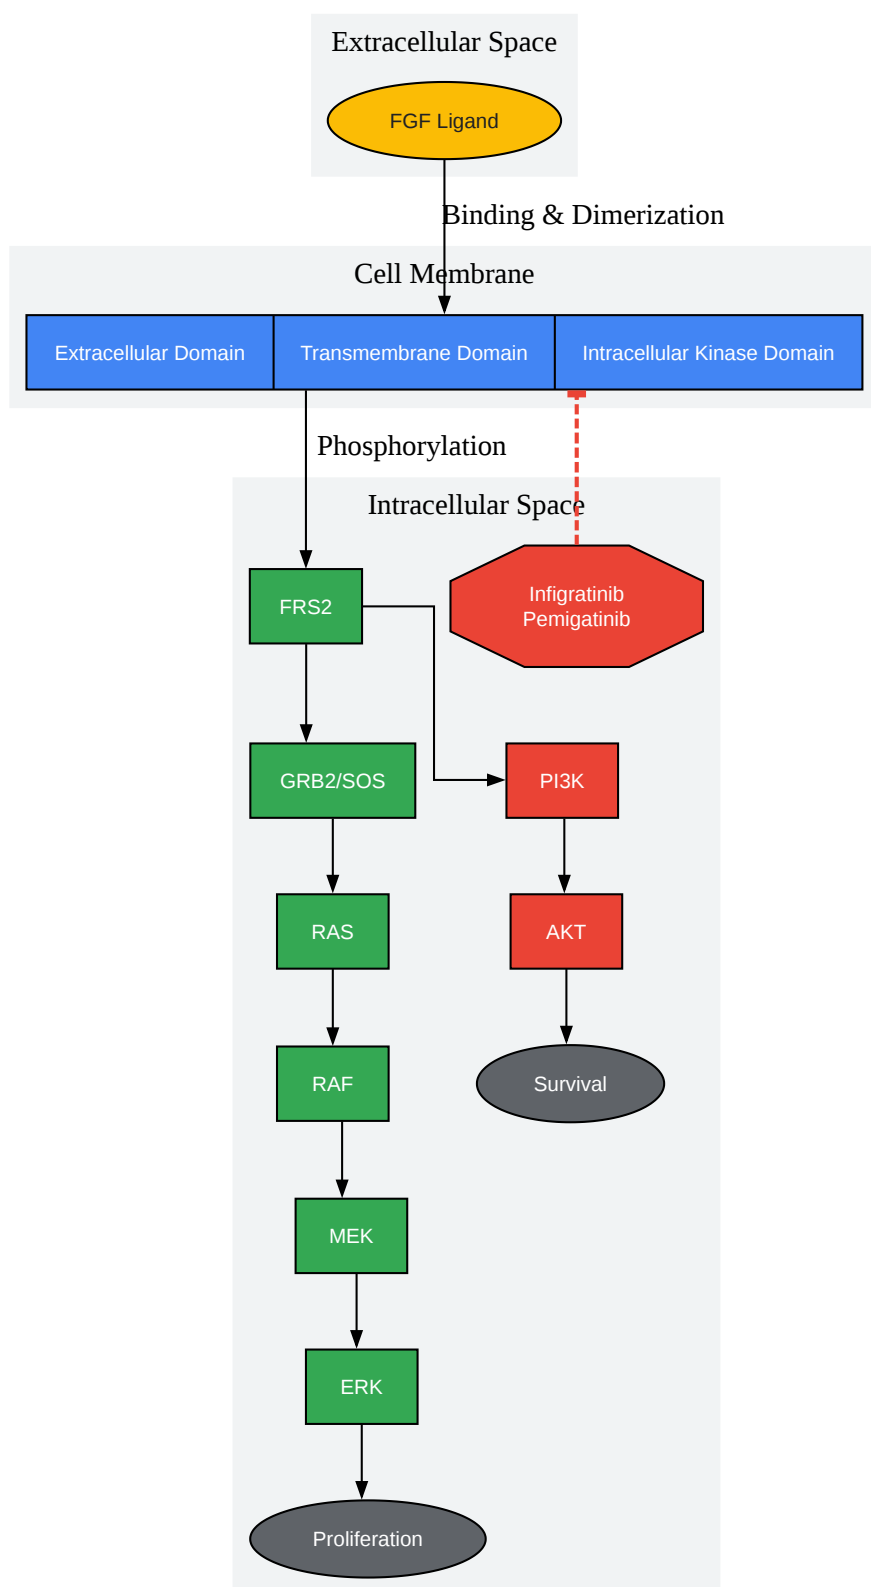 Extracellular Space
FGF Ligand
Binding & Dimerization
Cell Membrane
Extracellular Domain
Transmembrane Domain
Intracellular Kinase Domain
Phosphorylation
Intracellular Space
FRS2
Infigratinib
Pemigatinib
GRB2/SOS
PI3K
RAS
AKT
RAF
Survival
MEK
ERK
Proliferation